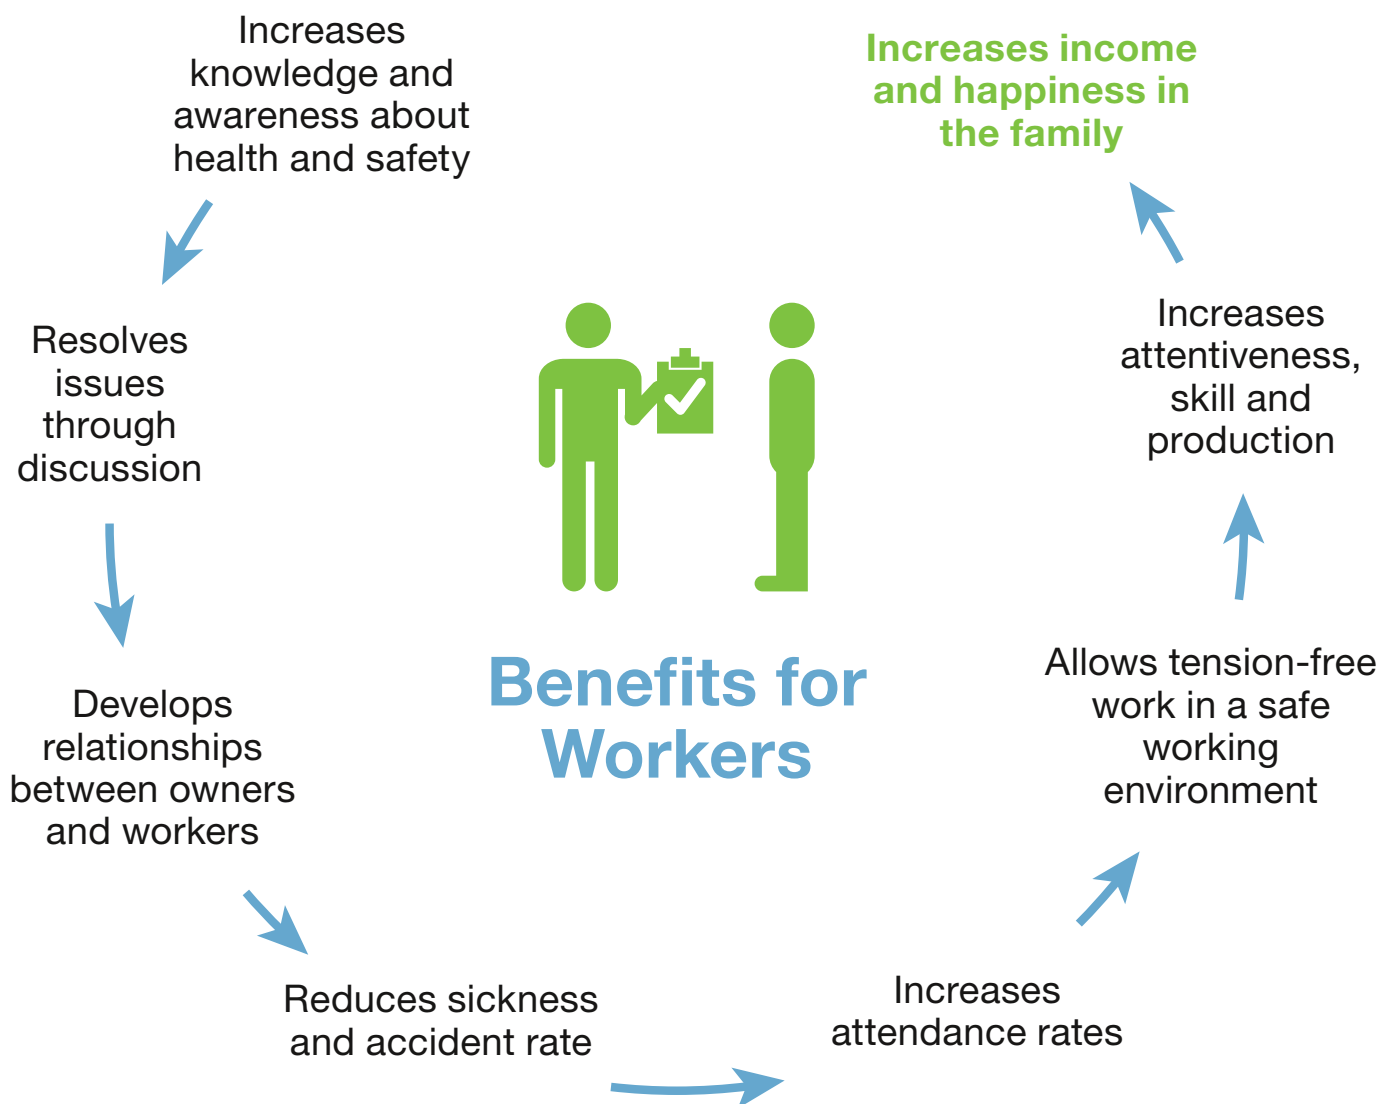 Increases
knowledge and
awareness about
health and safety
Resolves
issues
through
discussion
Develops
relationships
between owners
and workers
Reduces sickness
and accident rate
Increases
attendance rates
Allows tension-free
work in a safe
working
environment
Increases
attentiveness,
skill and
production
Increases income
and happiness in
the family
Benefits for
Workers